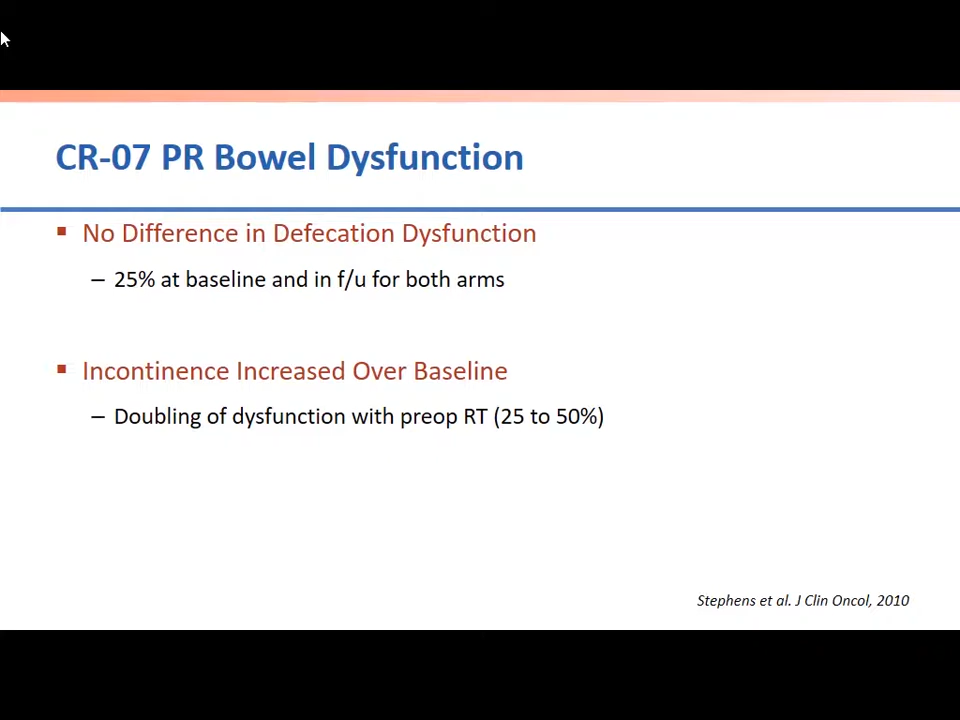 CR-07 PR Bowel Dysfunction
▪ No Difference in Defecation Dysfunction
– 25% at baseline and in f/u for both arms
▪ Incontinence Increased Over Baseline
– Doubling of dysfunction with preop RT (25 to 50%)
Stephens et al. J Clin Oncol, 2010